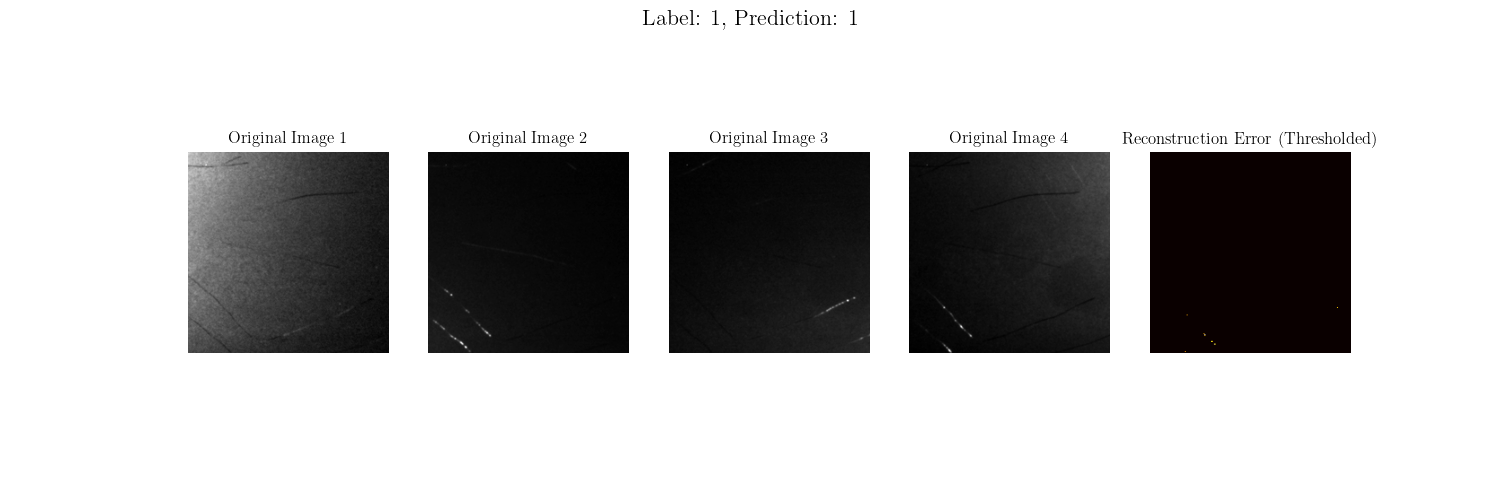 Label: 1, Prediction: 1
Original Image 1
Original Image 2
Original Image 3
Original Image 4
Reconstruction Error (Thresholded)